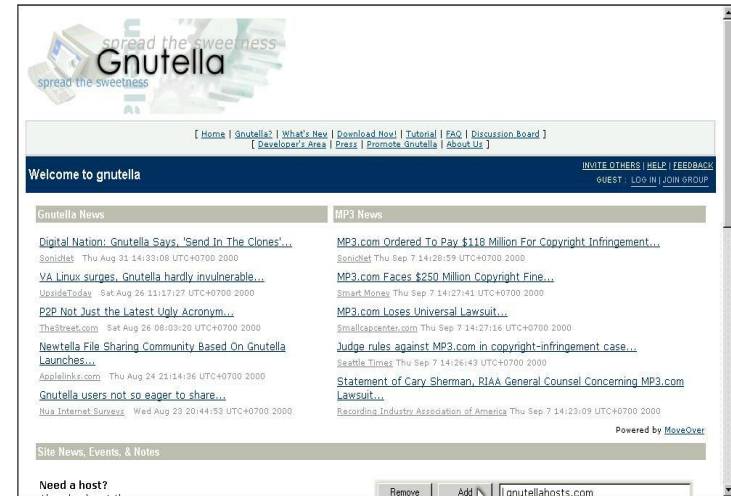 spread the sweetness
Gnutella
spread the sweetness
[ Home | Gnutella? | What's New | Download Now! | Tutorial | FAQ | Discussion Board ]
[ Developer's Area | Press | Promote Gnutella | About Us ]
Welcome to gnutella
INVITE OTHERS | HELP | FEEDBACK
GUEST : LOG IN | JOIN GROUP
Gnutella News
Digital Nation: Gnutella Says, 'Send In The Clones'...
SonicNet Thu Aug 31 14:33:08 UTC+0700 2000
VA Linux surges, Gnutella hardly invulnerable...
UpsideToday Sat Aug 26 11:17:27 UTC+0700 2000
P2P Not Just the Latest Ugly Acronym...
TheStreet.com Sat Aug 26 08:03:20 UTC+0700 2000
Newtella File Sharing Community Based On Gnutella
Launches...
Applelinks.com Thu Aug 24 21:14:36 UTC+0700 2000
Gnutella users not so eager to share...
Nua Internet Surveys Wed Aug 23 20:44:53 UTC+0700 2000
MP3 News
MP3.com Ordered To Pay $118 Million For Copyright Infringement...
SonicNet Thu Sep 7 14:28:59 UTC+0700 2000
MP3.com Faces $250 Million Copyright Fine...
Smart Money Thu Sep 7 14:27:41 UTC+0700 2000
MP3.com Loses Universal Lawsuit...
Smallcapcenter.com Thu Sep 7 14:27:16 UTC+0700 2000
Judge rules against MP3.com in copyright-infringement case...
Seattle Times Thu Sep 7 14:26:43 UTC+0700 2000
Statement of Cary Sherman, RIAA General Counsel Concerning MP3.com
Lawsuit...
Recording Industry Association of America Thu Sep 7 14:23:09 UTC+0700 2000
Powered by MoveOver
Site News, Events, & Notes
Need a host?
Remove Add gnutellahosts.com